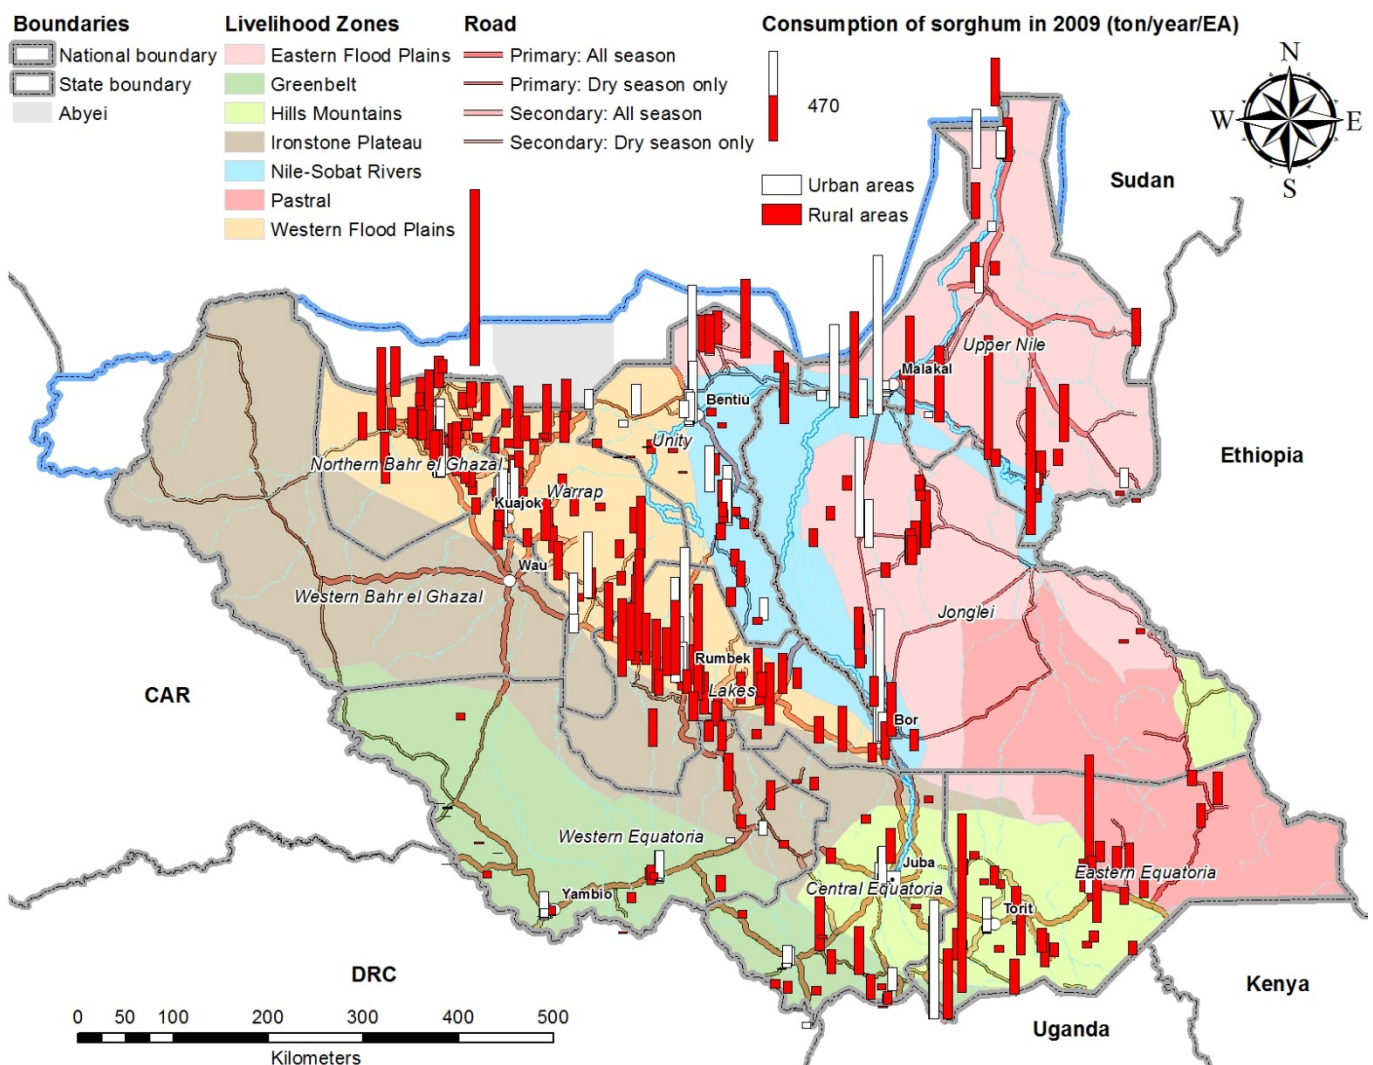 Boundaries
National boundary
State boundary
Abyei
Livelihood Zones
Eastern Flood Plains
Greenbelt
Hills Mountains
Ironstone Plateau
Nile-Sobat Rivers
Pastral
Western Flood Plains
Road
Primary: All season
Primary: Dry season only
Secondary: All season
Secondary: Dry season only
Consumption of sorghum in 2009 (ton/year/EA)
470
Urban areas
Rural areas
N
W E
S
Sudan
Upper Nile
Malakal
Bentiu
Unity
Ethiopia
Northern Bahr el Ghazal
Warrap
Kuajok
Wau
Western Bahr el Ghazal
Jonglei
Rumbek
Lakes
CAR
Bor
Western Equatoria
Juba
Eastern Equatoria
Central Equatoria
Yambio
Torit
DRC
Kenya
Uganda
0 50 100 200 300 400 500
Kilometers